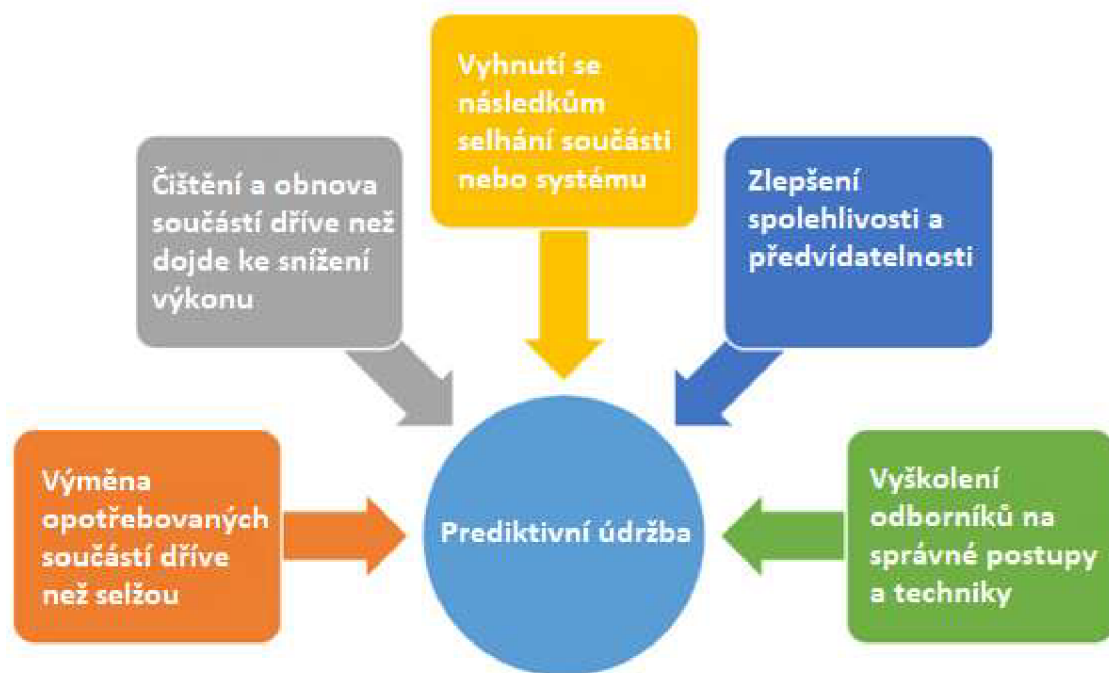 Vyhnutí se
následkům
selhání součásti
nebo systému
Čištění a obnova
součástí dříve než
dojde ke snížení
výkonu
Zlepšení
spolehlivosti a
předvídatelnosti
Výměna
opotřebovaných
součástí dříve
než selžou
Prediktivní údržba
Vyškolení
odborníků na
správné postupy
a techniky